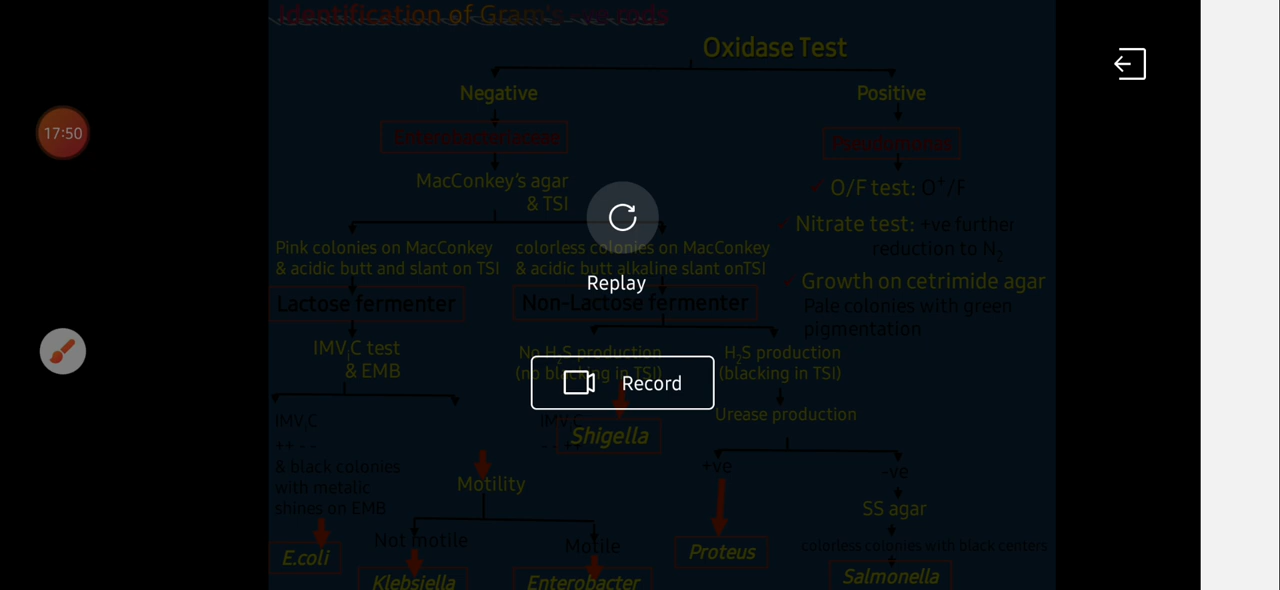 Identification of Gram's -ve rods
Oxidase Test
17:50
Negative
Positive
Enterobacteriaceae
Pseudomonas
MacConkey's agar
& TSI
O/F test: O⁺/F
Nitrate test: +ve further
reduction to N₂
Pink colonies on MacConkey
& acidic butt and slant on TSI
colorless colonies on MacConkey
& acidic butt alkaline slant onTSI
Growth on cetrimide agar
Pale colonies with green
pigmentation
Replay
Lactose fermenter
Non-Lactose fermenter
IMVᵢC test
& EMB
No H₂S production
(no blacking in TSI)
H₂S production
(blacking in TSI)
Record
Urease production
IMVᵢC
++ - -
& black colonies
with metalic
shines on EMB
IMVᵢC
- - ++
Shigella
+ve
-ve
Motility
SS agar
Not motile
Motile
colorless colonies with black centers
E.coli
Klebsiella
Enterobacter
Proteus
Salmonella